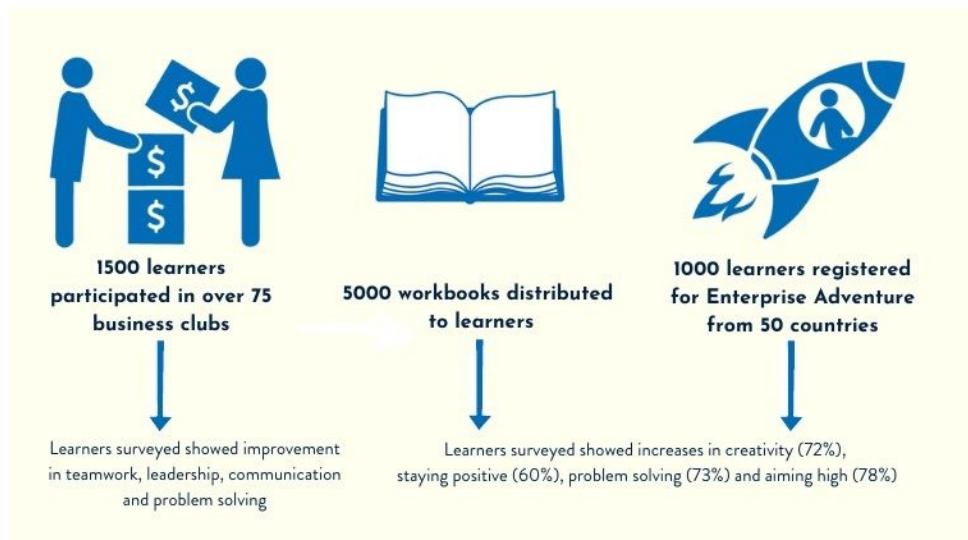 $
$
$
1500 learners
participated in over 75
business clubs
5000 workbooks distributed
to learners
1000 learners registered
for Enterprise Adventure
from 50 countries
Learners surveyed showed improvement
in teamwork, leadership, communication
and problem solving
Learners surveyed showed increases in creativity (72%),
staying positive (60%), problem solving (73%) and aiming high (78%)